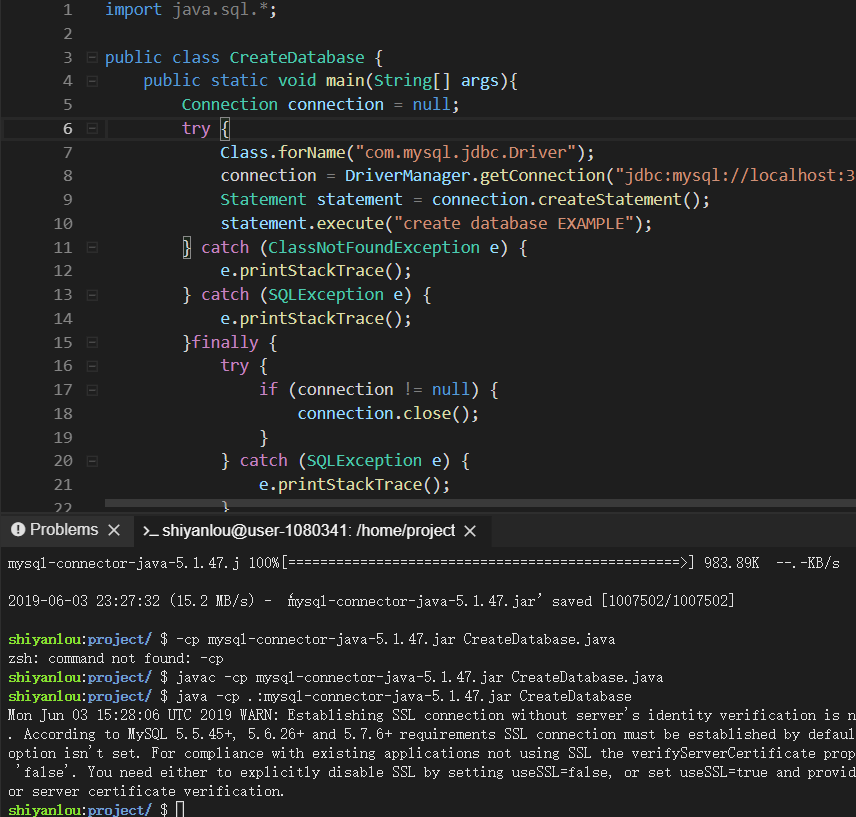 1 import java.sql.*;
2
3 public class CreateDatabase {
4 public static void main(String[] args){
5 Connection connection = null;
6 try {
7 Class.forName("com.mysql.jdbc.Driver");
8 connection = DriverManager.getConnection("jdbc:mysql://localhost:3
9 Statement statement = connection.createStatement();
10 statement.execute("create database EXAMPLE");
11 } catch (ClassNotFoundException e) {
12 e.printStackTrace();
13 } catch (SQLException e) {
14 e.printStackTrace();
15 }finally {
16 try {
17 if (connection != null) {
18 connection.close();
19 }
20 } catch (SQLException e) {
21 e.printStackTrace();
22 }
Problems × >_ shiyanlou@user-1080341: /home/project ×
mysql-connector-java-5.1.47.j 100%[==================================================>] 983.89K --.-KB/s
2019-06-03 23:27:32 (15.2 MB/s) - ‘mysql-connector-java-5.1.47.jar’ saved [1007502/1007502]
shiyanlou:project/ $ -cp mysql-connector-java-5.1.47.jar CreateDatabase.java
zsh: command not found: -cp
shiyanlou:project/ $ javac -cp mysql-connector-java-5.1.47.jar CreateDatabase.java
shiyanlou:project/ $ java -cp .:mysql-connector-java-5.1.47.jar CreateDatabase
Mon Jun 03 15:28:06 UTC 2019 WARN: Establishing SSL connection without server's identity verification is n
. According to MySQL 5.5.45+, 5.6.26+ and 5.7.6+ requirements SSL connection must be established by defaul
option isn't set. For compliance with existing applications not using SSL the verifyServerCertificate prop
'false'. You need either to explicitly disable SSL by setting useSSL=false, or set useSSL=true and provid
or server certificate verification.
shiyanlou:project/ $